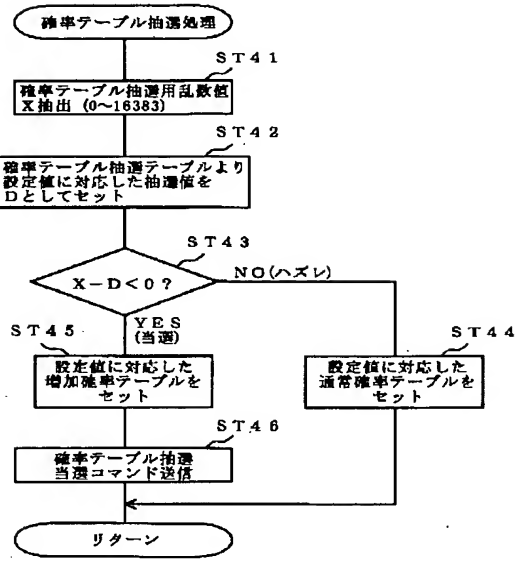 確率テーブル抽選処理
ST41
確率テーブル抽選用乱数値
X抽出 (0～16383)
ST42
確率テーブル抽選テーブルより
設定値に対応した抽選値を
Dとしてセット
ST43
X-D<0?
NO(ハズレ)
YES
(当選)
ST45
設定値に対応した
増加確率テーブルを
セット
ST44
設定値に対応した
通常確率テーブルを
セット
ST46
確率テーブル抽選
当選コマンド送信
リターン